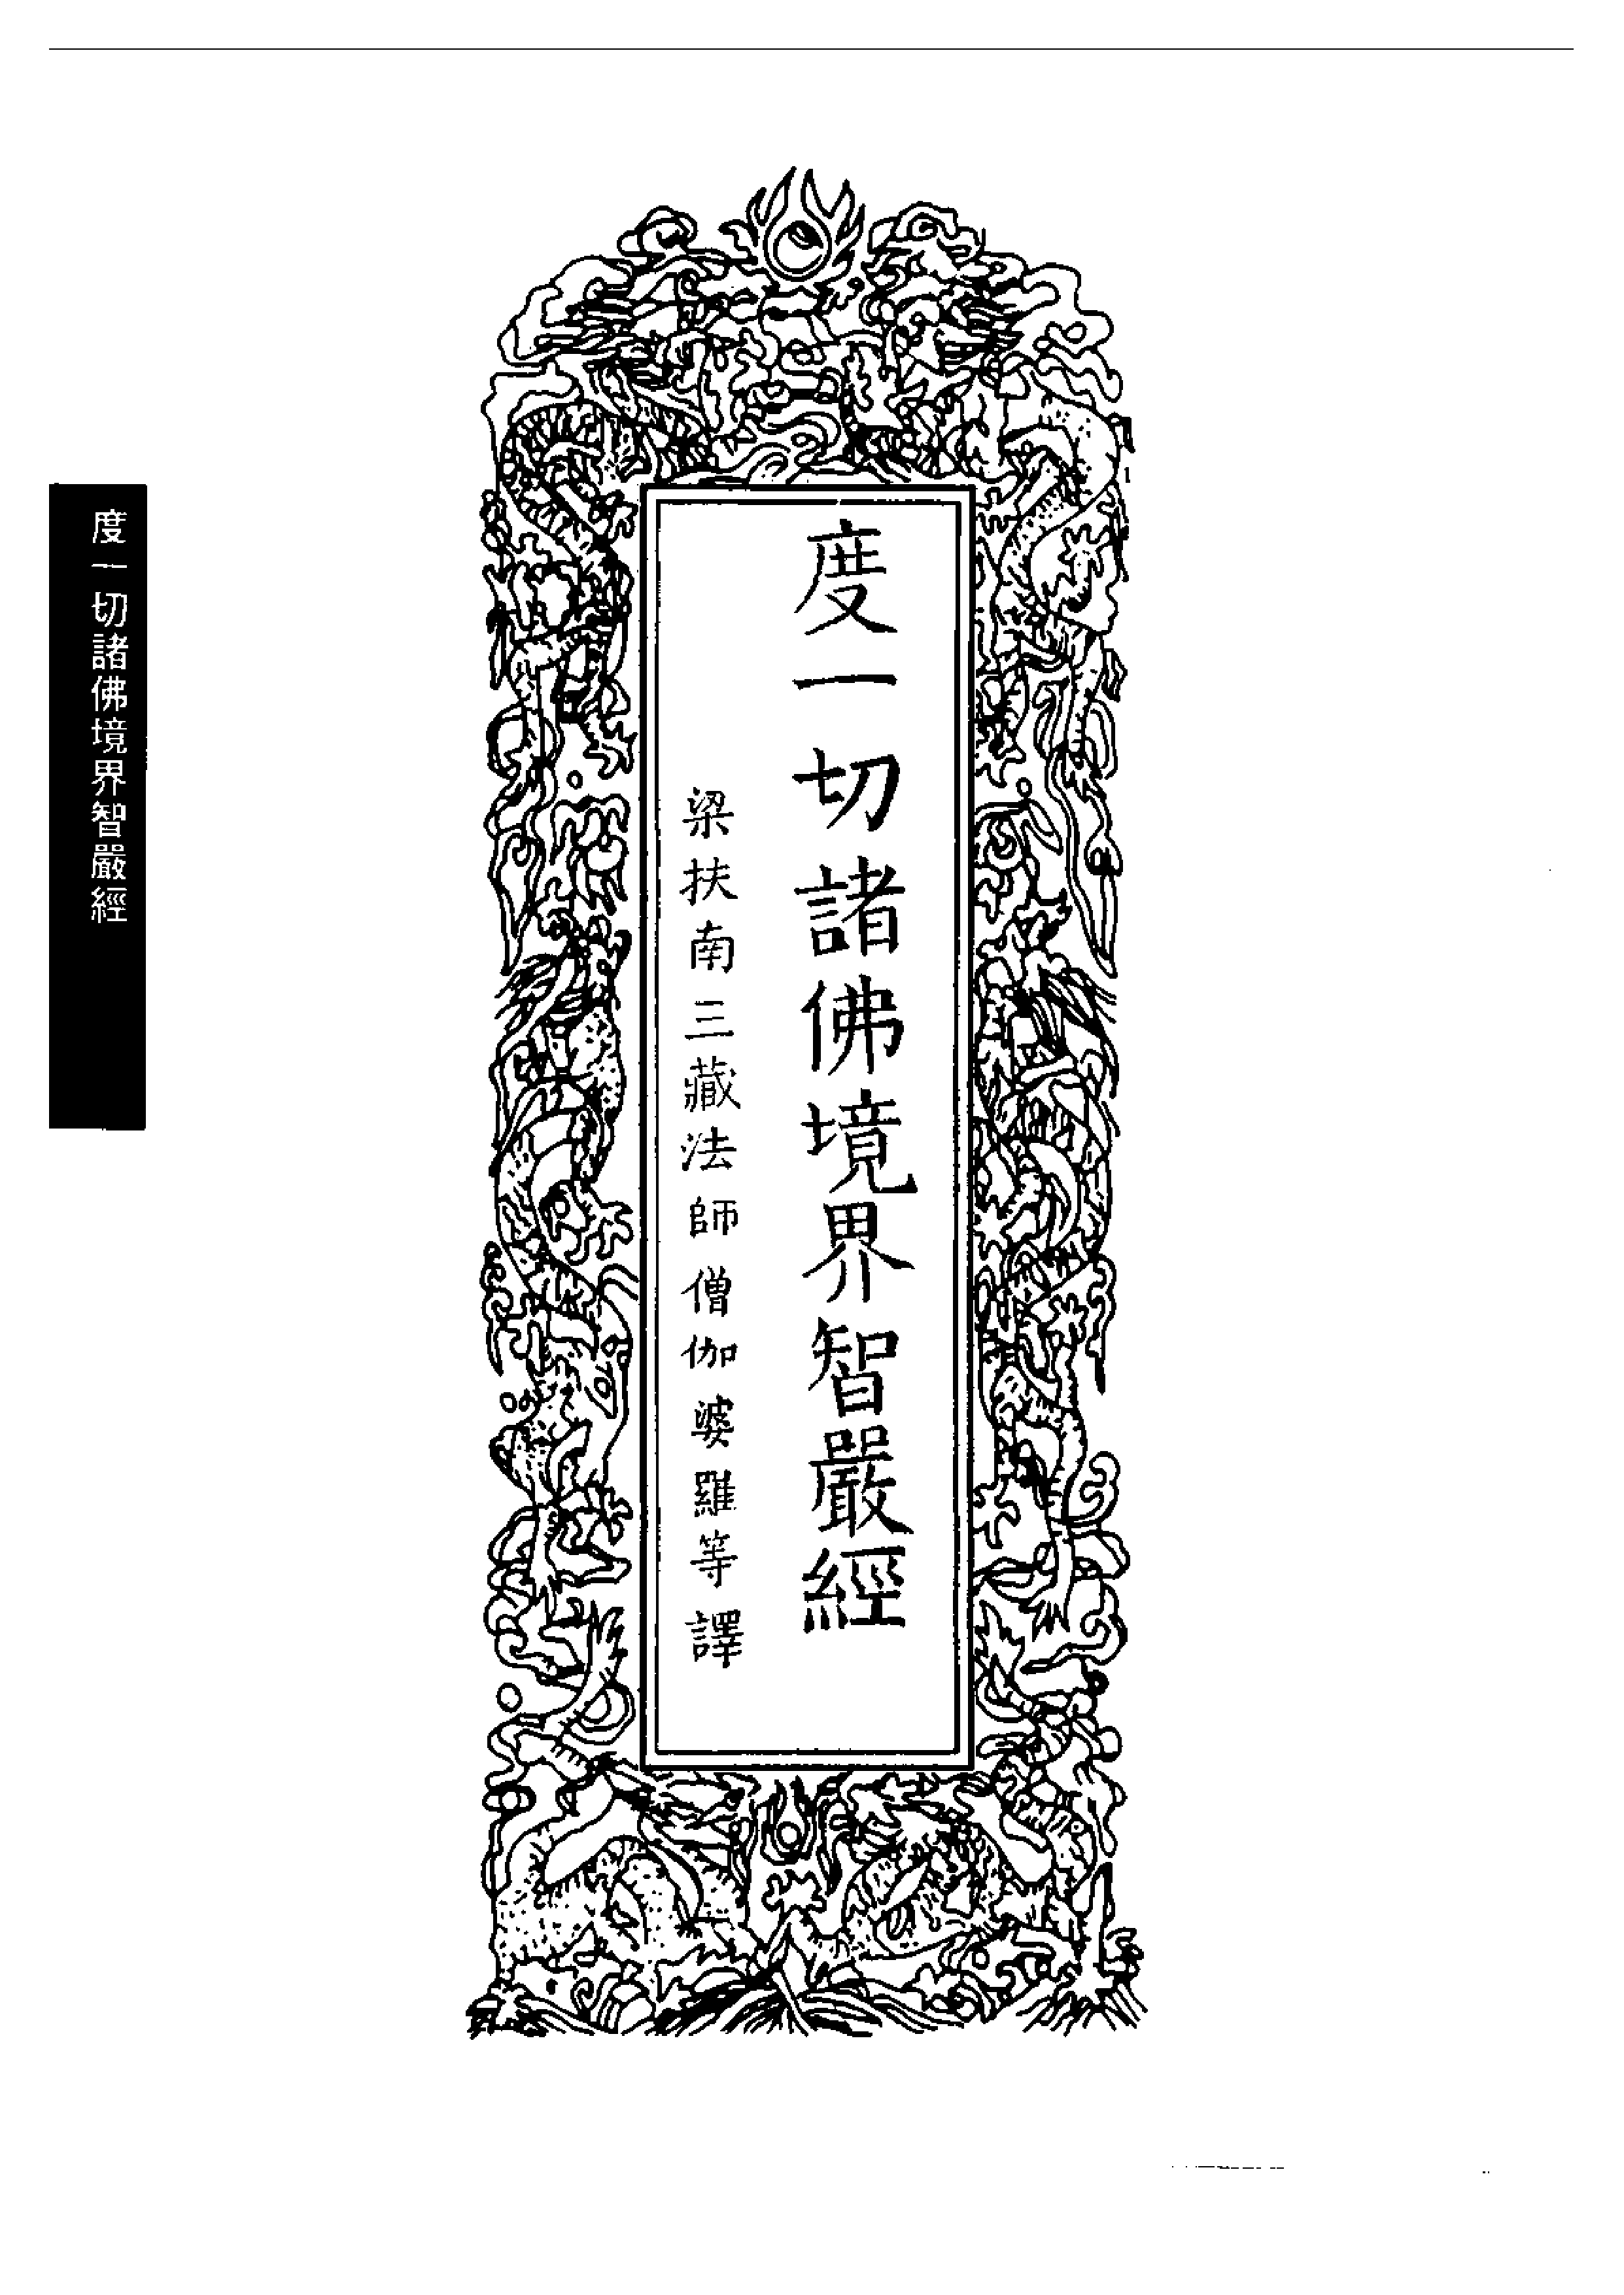 度一切諸佛境界智嚴經
梁扶南三藏法師僧伽婆羅等譯
度一切諸佛境界智嚴經